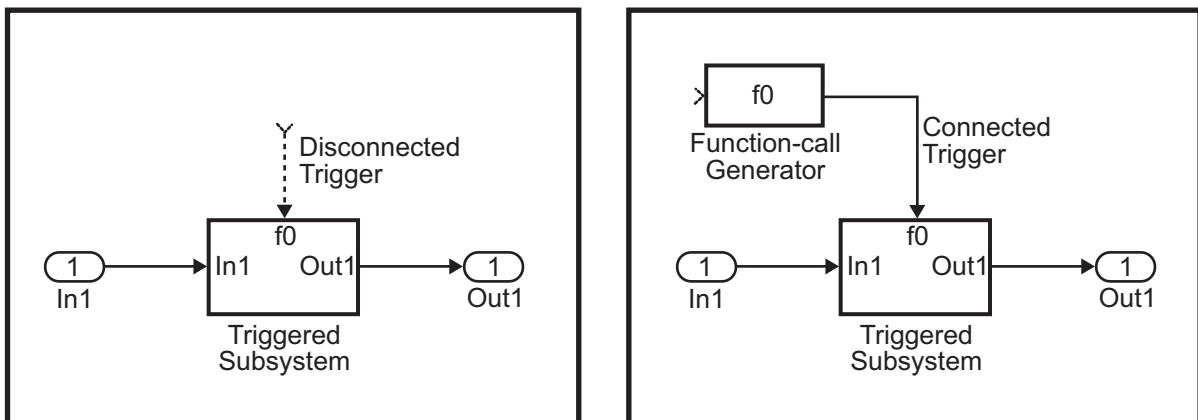 Disconnected
Trigger
f0
1
In1
In1
Out1
1
Out1
Triggered
Subsystem
f0
Function-call
Generator
Connected
Trigger
f0
1
In1
In1
Out1
1
Out1
Triggered
Subsystem